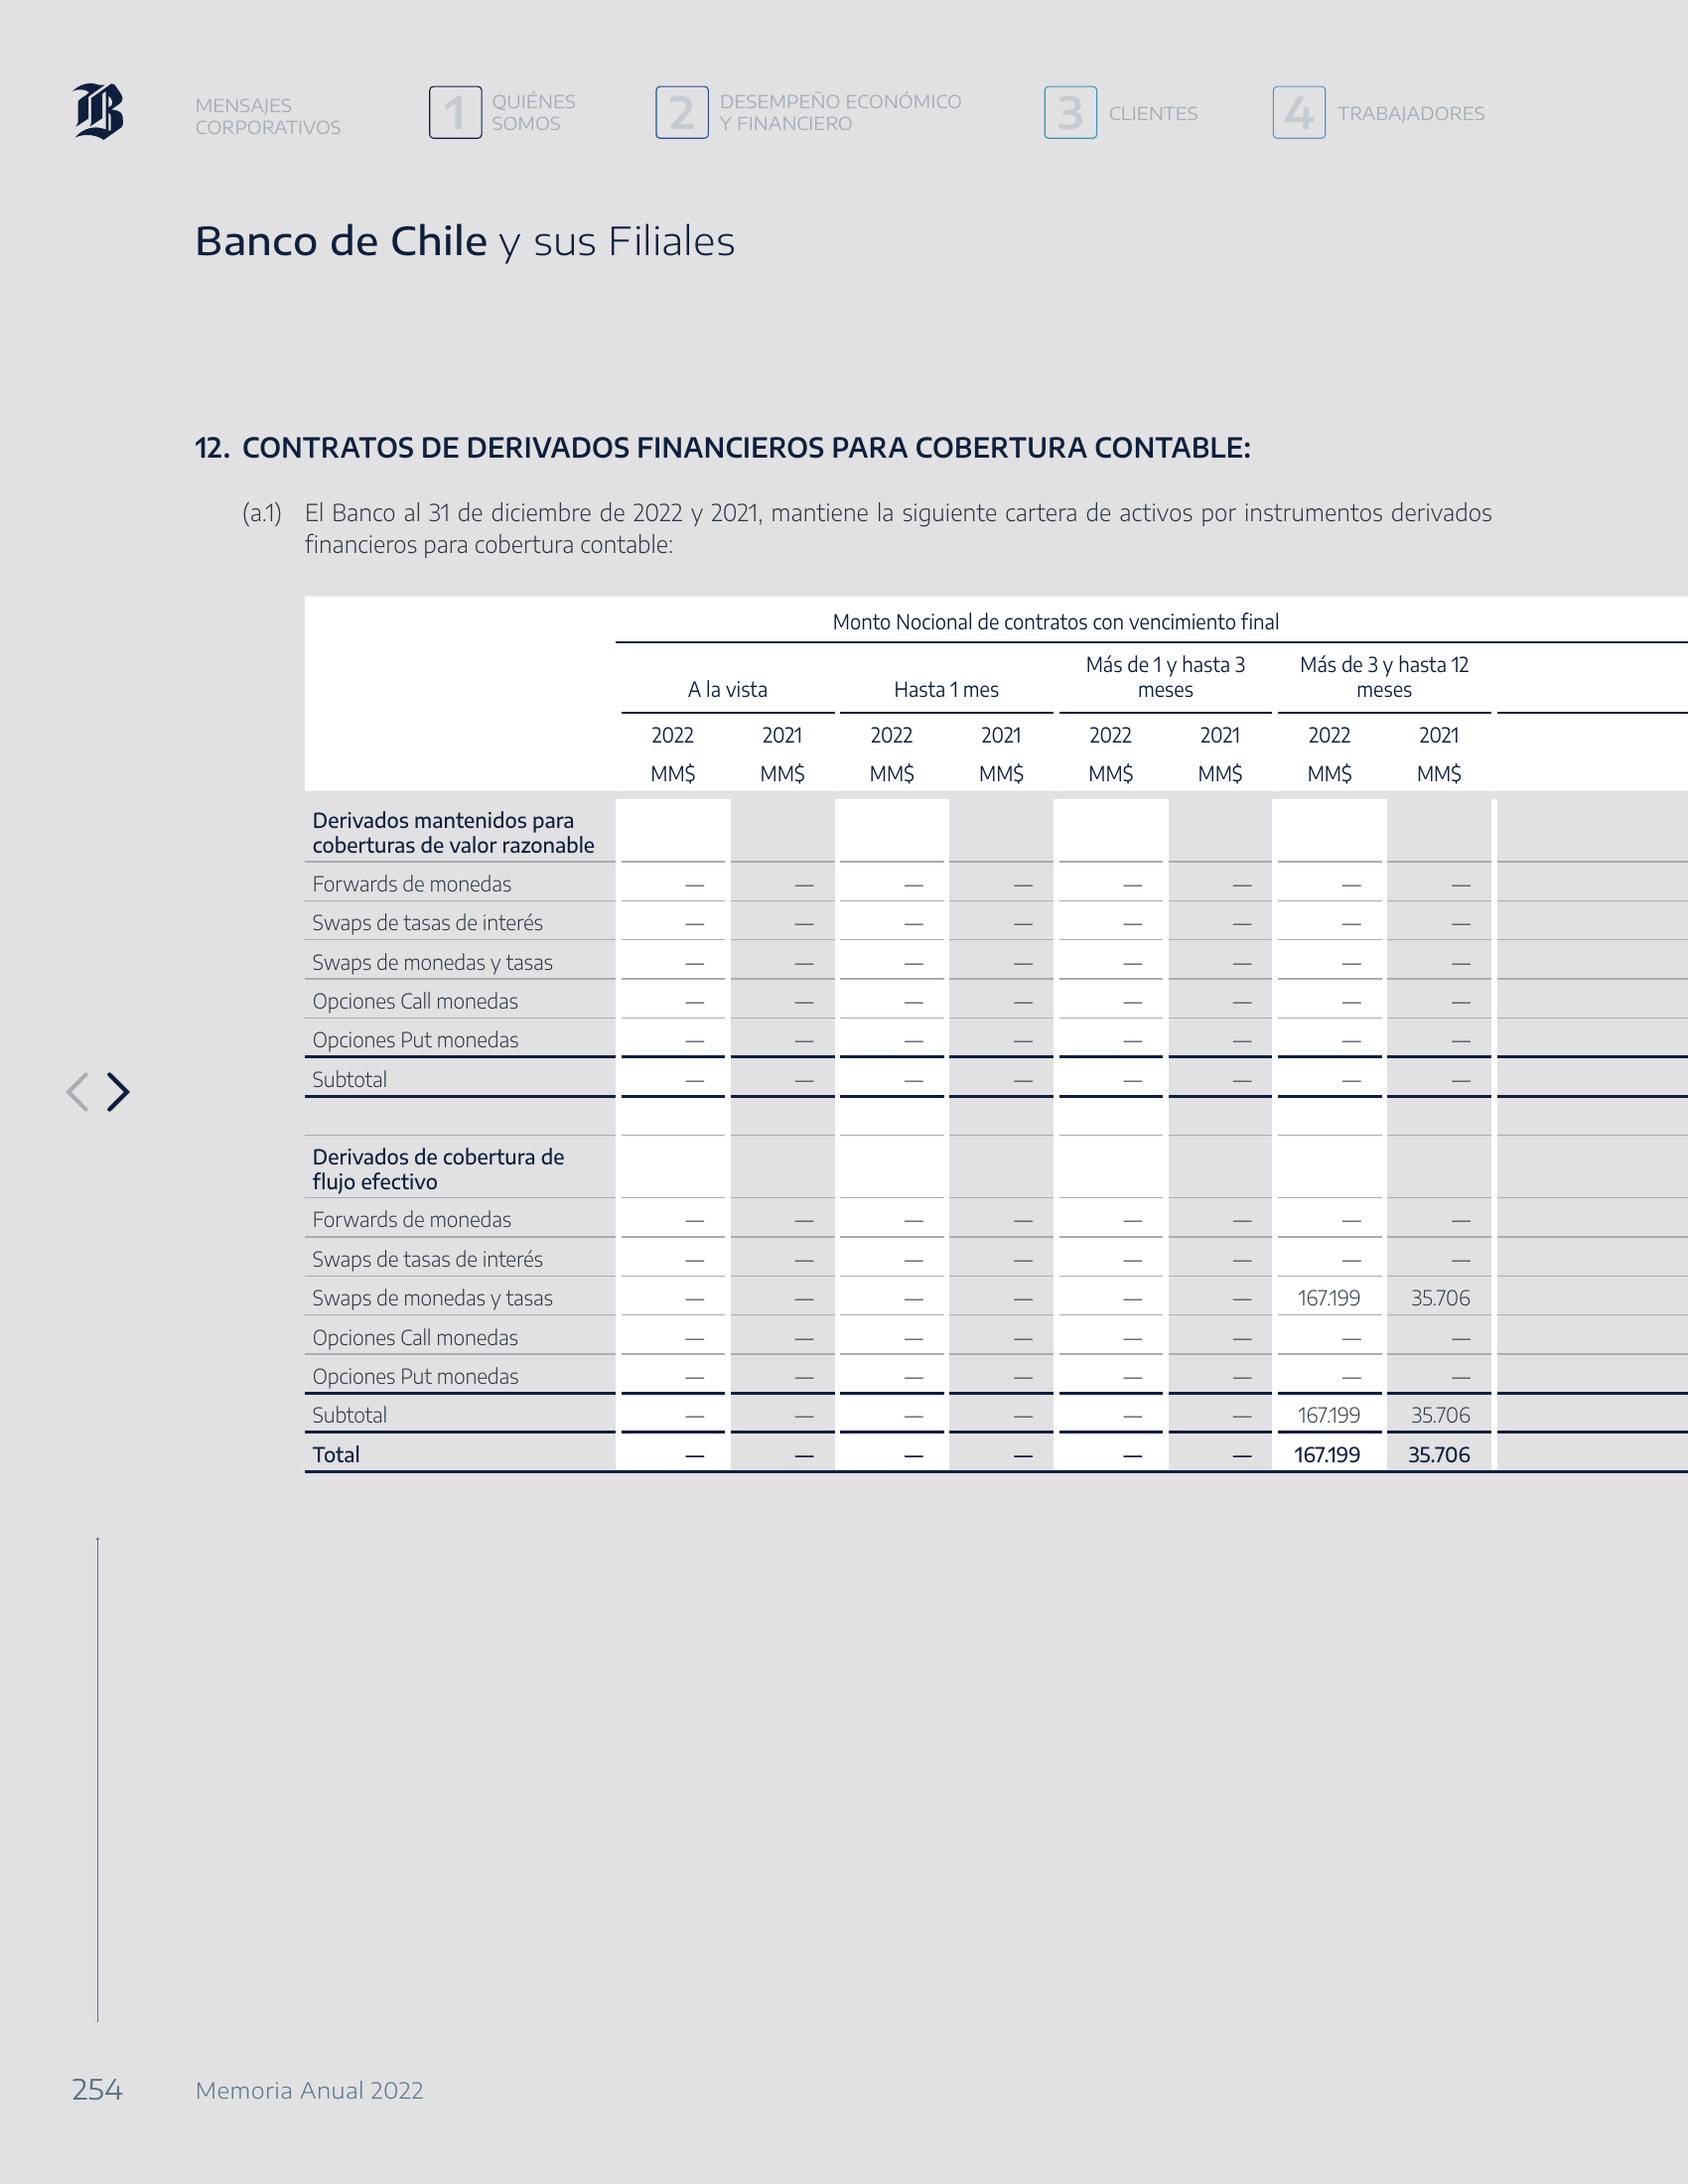 B
MENSAJES
CORPORATIVOS
1
QUIÉNES
SOMOS
2
DESEMPEÑO ECONÓMICO
Y FINANCIERO
3
CLIENTES
4
TRABAJADORES
Banco de Chile y sus Filiales
12. CONTRATOS DE DERIVADOS FINANCIEROS PARA COBERTURA CONTABLE:
(a.1) El Banco al 31 de diciembre de 2022 y 2021, mantiene la siguiente cartera de activos por instrumentos derivados
financieros para cobertura contable:
Monto Nocional de contratos con vencimiento final
A la vista Hasta 1 mes Más de 1 y hasta 3 meses Más de 3 y hasta 12 meses
2022 2021 2022 2021 2022 2021 2022 2021
MM$ MM$ MM$ MM$ MM$ MM$ MM$ MM$
Derivados mantenidos para
coberturas de valor razonable
Forwards de monedas — — — — — — — —
Swaps de tasas de interés — — — — — — — —
Swaps de monedas y tasas — — — — — — — —
Opciones Call monedas — — — — — — — —
Opciones Put monedas — — — — — — — —
Subtotal — — — — — — — —
Derivados de cobertura de
flujo efectivo
Forwards de monedas — — — — — — — —
Swaps de tasas de interés — — — — — — — —
Swaps de monedas y tasas — — — — — — 167.199 35.706
Opciones Call monedas — — — — — — — —
Opciones Put monedas — — — — — — — —
Subtotal — — — — — — 167.199 35.706
Total — — — — — — 167.199 35.706
254 Memoria Anual 2022